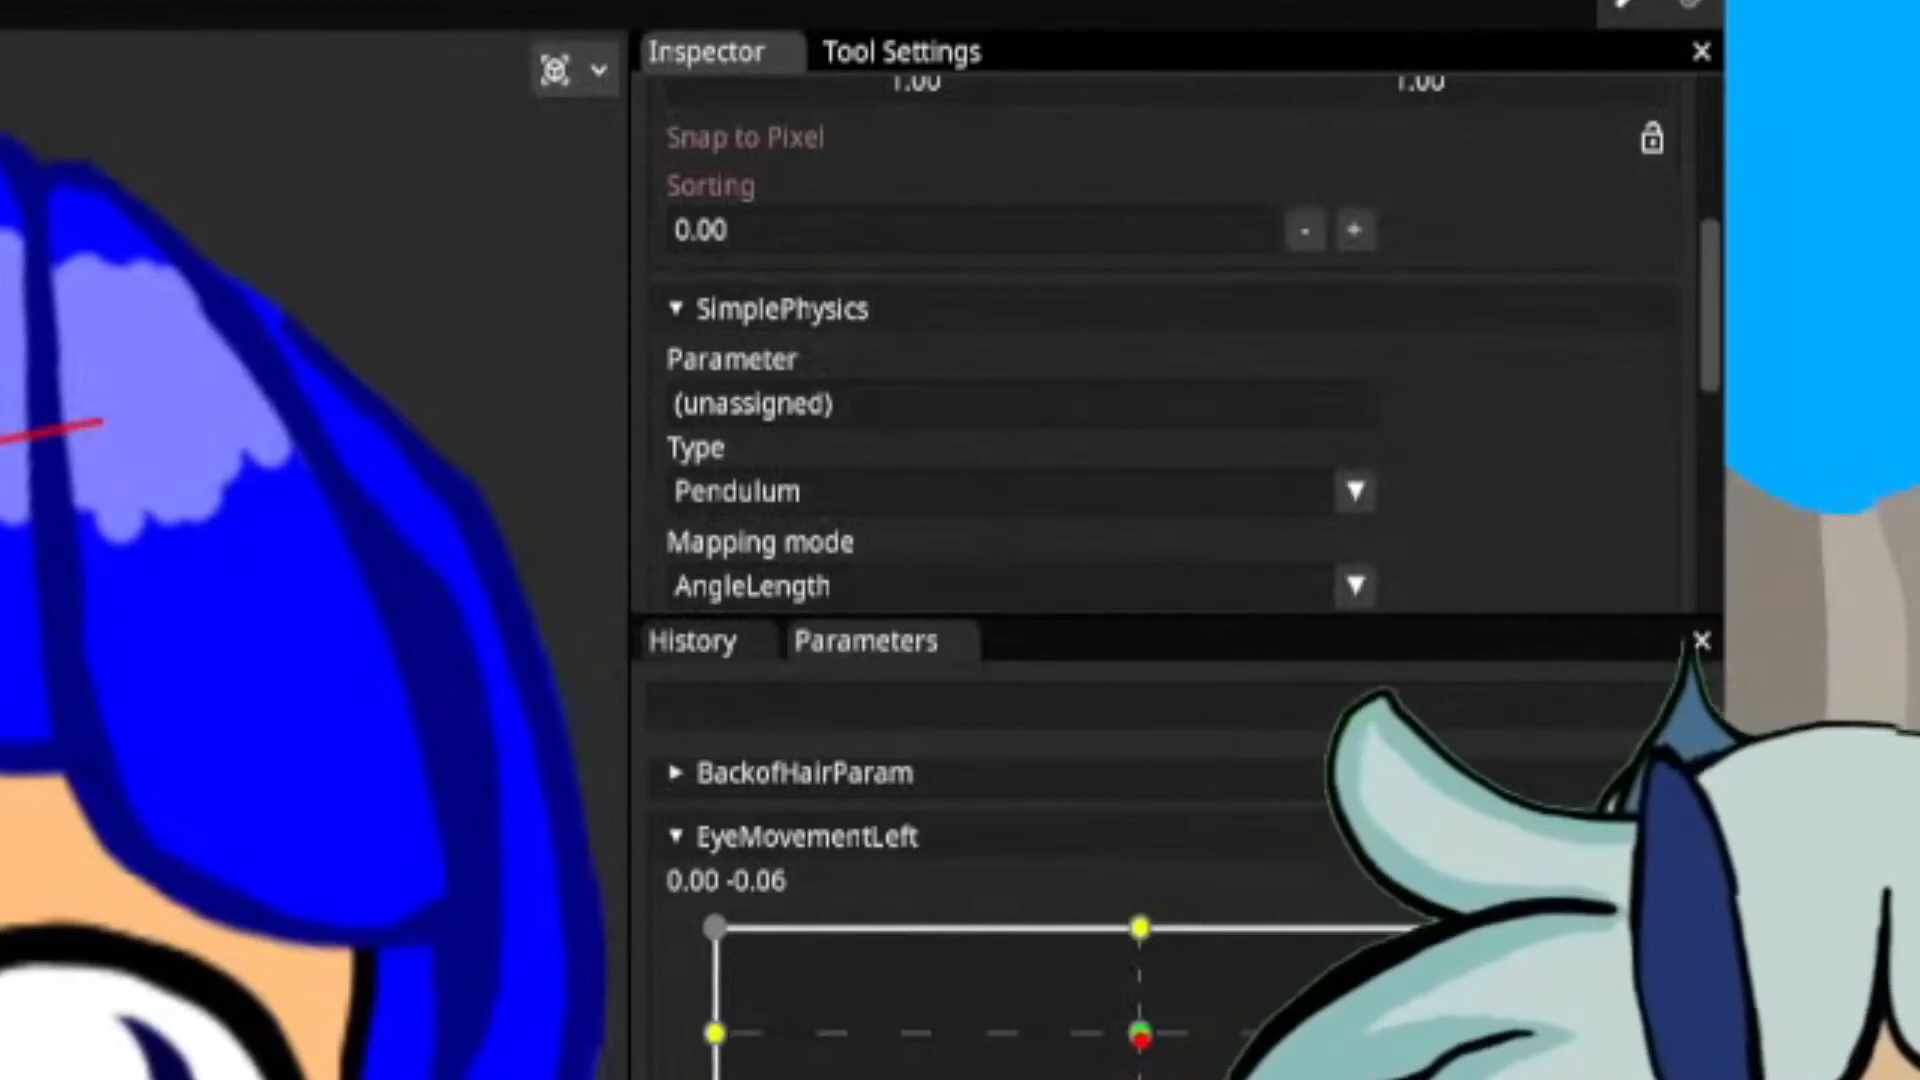 Inspector Tool Settings
1.00 1.00
Snap to Pixel
Sorting
0.00 - +
SimplePhysics
Parameter
(unassigned)
Type
Pendulum
Mapping mode
AngleLength
History Parameters
BackofHairParam
EyeMovementLeft
0.00 -0.06